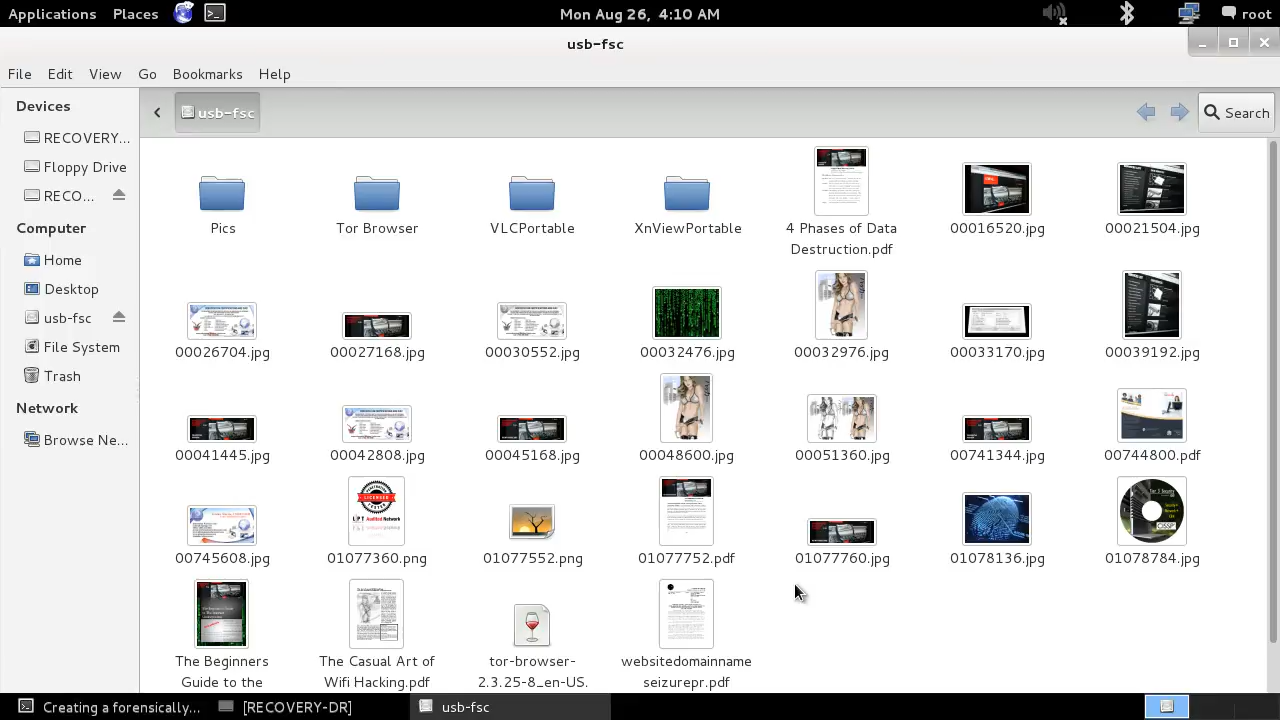 Applications Places Mon Aug 26, 4:10 AM root
usb-fsc
File Edit View Go Bookmarks Help
Devices
RECOVERY...
Floppy Driv
RECO...
Computer
Home
Desktop
usb-fsc
File System
Trash
Network
Browse Ne...
usb-fsc
Search
Pics
Tor Browser
VLCPortable
XnViewPortable
4 Phases of Data
Destruction.pdf
00016520.jpg
00021504.jpg
00026704.jpg
00027168.jpg
00030552.jpg
00032476.jpg
00032976.jpg
00033170.jpg
00039192.jpg
00041445.jpg
00042808.jpg
00045168.jpg
00048600.jpg
00051360.jpg
00741344.jpg
00744800.pdf
00745608.jpg
01077360.png
01077552.png
01077752.pdf
01077760.jpg
01078136.jpg
01078784.jpg
The Beginners
Guide to the
The Casual Art of
Wifi Hacking.pdf
tor-browser-
2.3.25-8_en-US.
websitedomainname
seizurepr.pdf
Creating a forensically...
[RECOVERY-DR]
usb-fsc